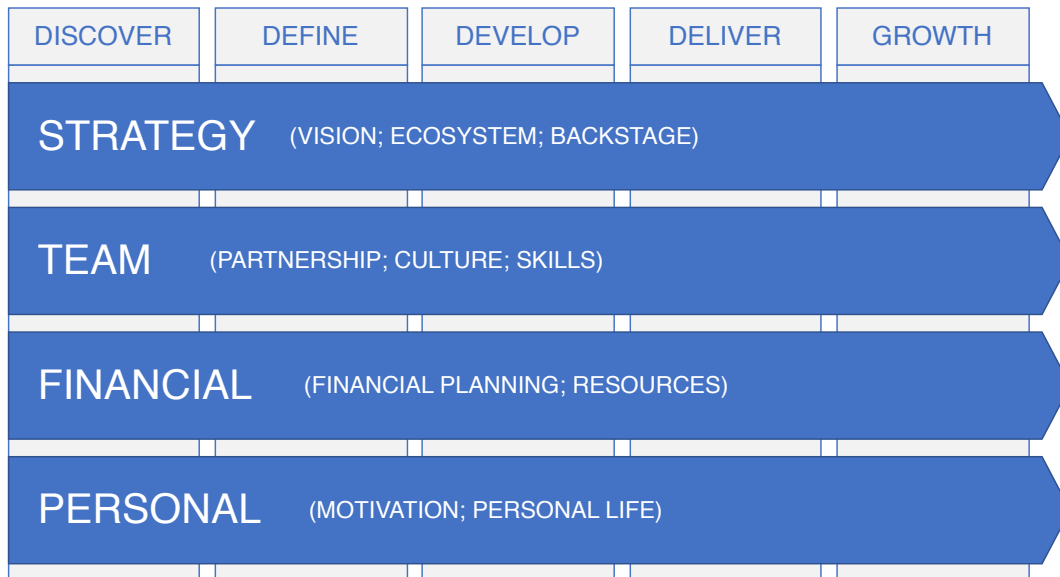 DISCOVER DEFINE DEVELOP DELIVER GROWTH
STRATEGY (VISION; ECOSYSTEM; BACKSTAGE)
TEAM (PARTNERSHIP; CULTURE; SKILLS)
FINANCIAL (FINANCIAL PLANNING; RESOURCES)
PERSONAL (MOTIVATION; PERSONAL LIFE)